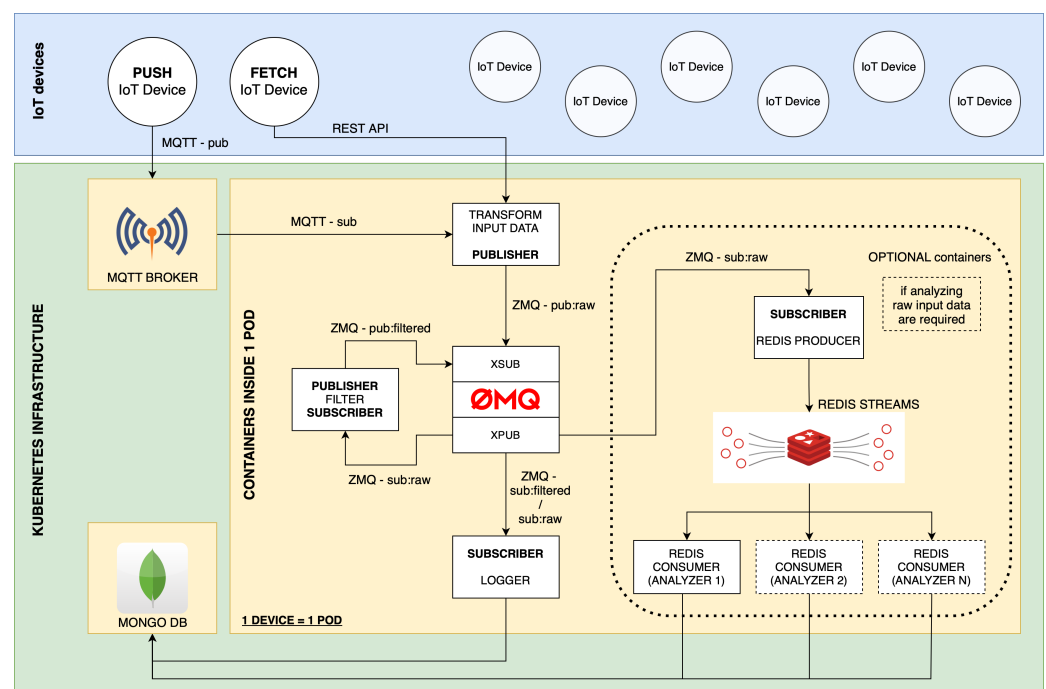 IoT devices
PUSH
IoT Device
FETCH
IoT Device
IoT Device
IoT Device
IoT Device
IoT Device
IoT Device
IoT Device
MQTT - pub
REST API
KUBERNETES INFRASTRUCTURE
MQTT BROKER
MQTT - sub
CONTAINERS INSIDE 1 POD
TRANSFORM
INPUT DATA
PUBLISHER
ZMQ - pub:raw
ZMQ - pub:filtered
PUBLISHER
FILTER
SUBSCRIBER
ZMQ - sub:raw
XSUB
ØMQ
XPUB
ZMQ -
sub:filtered
/
sub:raw
SUBSCRIBER
LOGGER
ZMQ - sub:raw
OPTIONAL containers
if analyzing
raw input data
are required
SUBSCRIBER
REDIS PRODUCER
REDIS STREAMS
REDIS
CONSUMER
(ANALYZER 1)
REDIS
CONSUMER
(ANALYZER 2)
REDIS
CONSUMER
(ANALYZER N)
MONGO DB
1 DEVICE = 1 POD